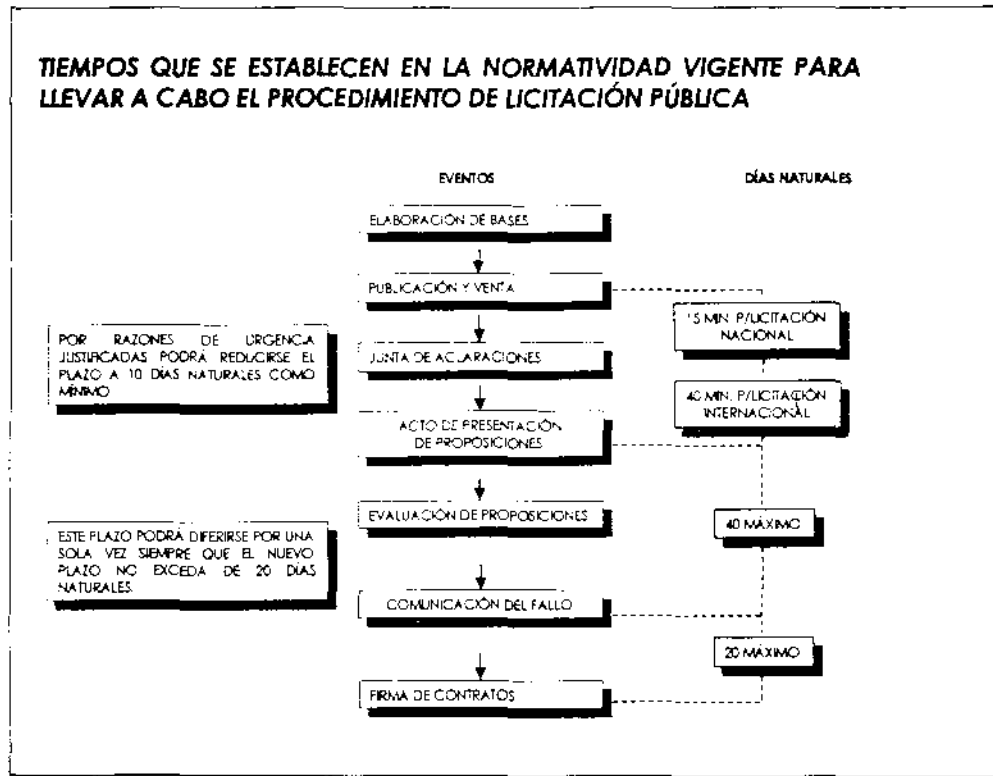 TIEMPOS QUE SE ESTABLECEN EN LA NORMATIVIDAD VIGENTE PARA
LLEVAR A CABO EL PROCEDIMIENTO DE LICITACIÓN PÚBLICA
EVENTOS
DÍAS NATURALES
ELABORACIÓN DE BASES
PUBLICACIÓN Y VENTA
15 MIN. P/LICITACIÓN
NACIONAL
POR RAZONES DE URGENCIA
JUSTIFICADAS PODRÁ REDUCIRSE EL
PLAZO A 10 DÍAS NATURALES COMO
MÍNIMO
JUNTA DE ACLARACIONES
40 MIN. P/LICITACIÓN
INTERNACIONAL
ACTO DE PRESENTACIÓN
DE PROPOSICIONES
EVALUACIÓN DE PROPOSICIONES
40 MÁXIMO
ESTE PLAZO PODRÁ DIFERIRSE POR UNA
SOLA VEZ SIEMPRE QUE EL NUEVO
PLAZO NO EXCEDA DE 20 DÍAS
NATURALES.
COMUNICACIÓN DEL FALLO
20 MÁXIMO
FIRMA DE CONTRATOS